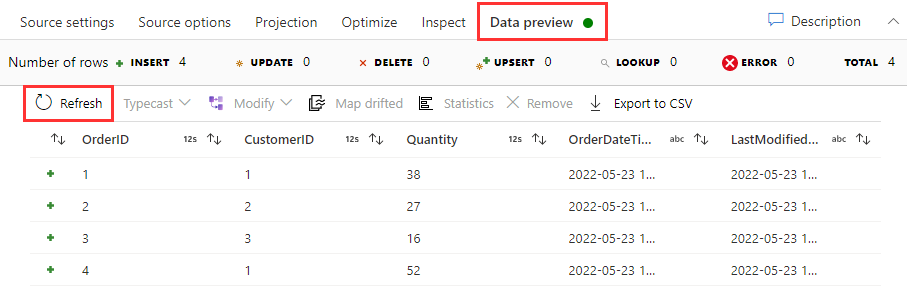 Source settings Source options Projection Optimize Inspect Data preview Description
Number of rows INSERT 4 UPDATE 0 DELETE 0 UPSERT 0 LOOKUP 0 ERROR 0 TOTAL 4
Refresh Typecast Modify Map drifted Statistics Remove Export to CSV
OrderID 12s CustomerID 12s Quantity 12s OrderDateTi... abc LastModified... abc
1 1 38 2022-05-23 1... 2022-05-23 1...
2 2 27 2022-05-23 1... 2022-05-23 1...
3 3 16 2022-05-23 1... 2022-05-23 1...
4 1 52 2022-05-23 1... 2022-05-23 1...